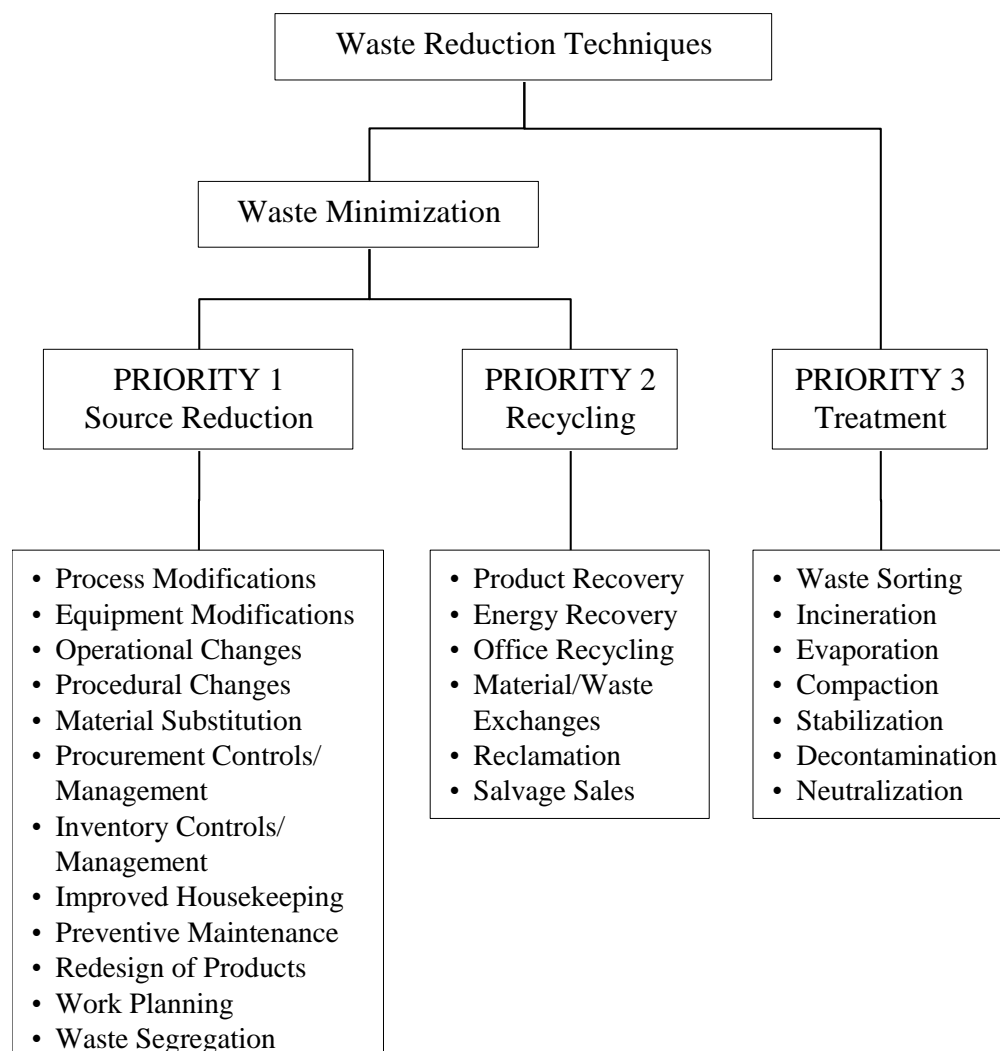 Waste Reduction Techniques
Waste Minimization
PRIORITY 1
Source Reduction
PRIORITY 2
Recycling
PRIORITY 3
Treatment
• Process Modifications
• Equipment Modifications
• Operational Changes
• Procedural Changes
• Material Substitution
• Procurement Controls/
Management
• Inventory Controls/
Management
• Improved Housekeeping
• Preventive Maintenance
• Redesign of Products
• Work Planning
• Waste Segregation
• Product Recovery
• Energy Recovery
• Office Recycling
• Material/Waste
Exchanges
• Reclamation
• Salvage Sales
• Waste Sorting
• Incineration
• Evaporation
• Compaction
• Stabilization
• Decontamination
• Neutralization